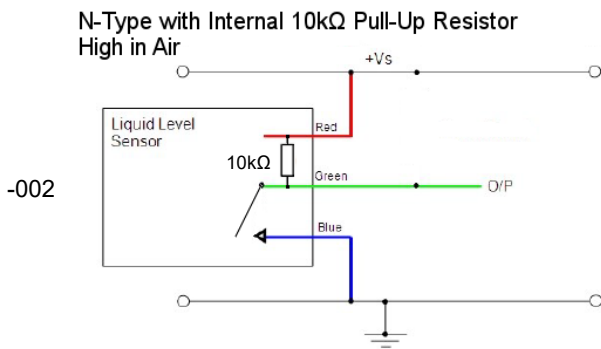 N-Type with Internal 10kΩ Pull-Up Resistor
High in Air
+Vs
Liquid Level
Sensor
Red
10kΩ
Green
O/P
-002
Blue